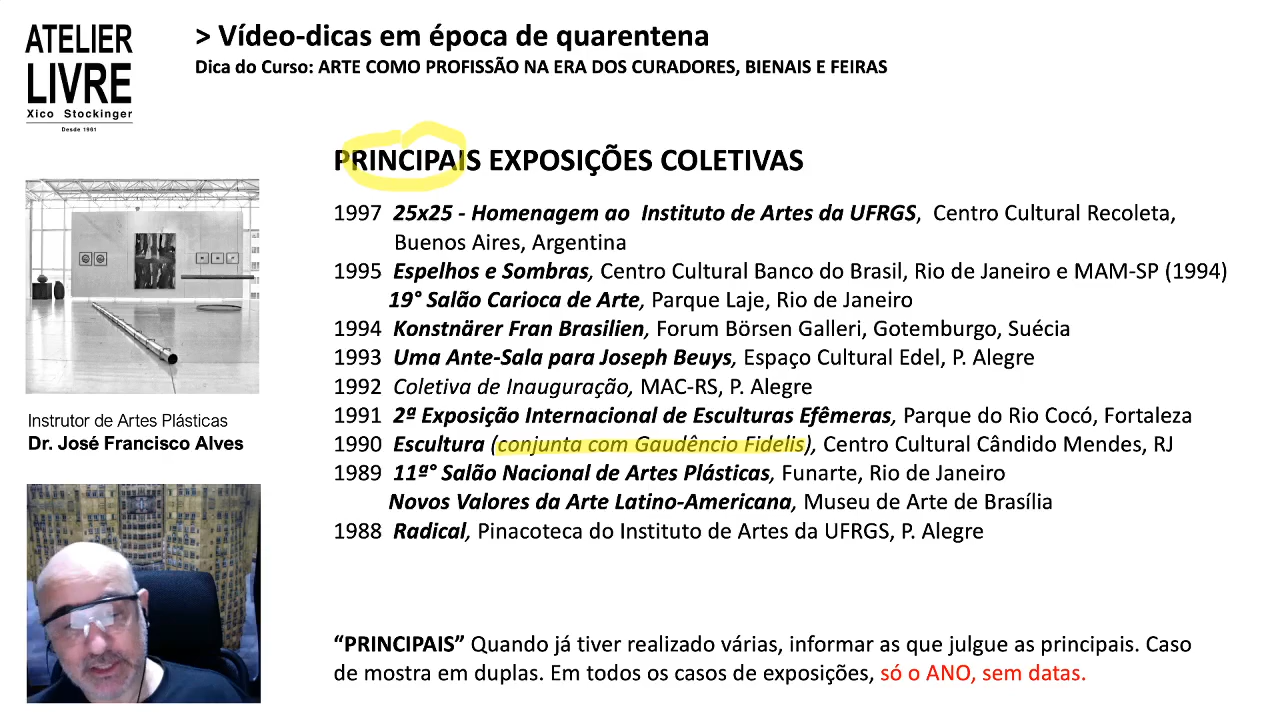 ATELIER
LIVRE
Xico Stockinger
Desde 1961
> Vídeo-dicas em época de quarentena
Dica do Curso: ARTE COMO PROFISSÃO NA ERA DOS CURADORES, BIENAIS E FEIRAS
PRINCIPAIS EXPOSIÇÕES COLETIVAS
1997 25x25 - Homenagem ao Instituto de Artes da UFRGS, Centro Cultural Recoleta,
Buenos Aires, Argentina
1995 Espelhos e Sombras, Centro Cultural Banco do Brasil, Rio de Janeiro e MAM-SP (1994)
19° Salão Carioca de Arte, Parque Laje, Rio de Janeiro
1994 Konstnärer Fran Brasilien, Forum Börsen Galleri, Gotemburgo, Suécia
1993 Uma Ante-Sala para Joseph Beuys, Espaço Cultural Edel, P. Alegre
1992 Coletiva de Inauguração, MAC-RS, P. Alegre
1991 2ª Exposição Internacional de Esculturas Efêmeras, Parque do Rio Cocó, Fortaleza
1990 Escultura (conjunta com Gaudêncio Fidelis), Centro Cultural Cândido Mendes, RJ
1989 11ª° Salão Nacional de Artes Plásticas, Funarte, Rio de Janeiro
Novos Valores da Arte Latino-Americana, Museu de Arte de Brasília
1988 Radical, Pinacoteca do Instituto de Artes da UFRGS, P. Alegre
Instrutor de Artes Plásticas
Dr. José Francisco Alves
“PRINCIPAIS” Quando já tiver realizado várias, informar as que julgue as principais. Caso
de mostra em duplas. Em todos os casos de exposições, só o ANO, sem datas.